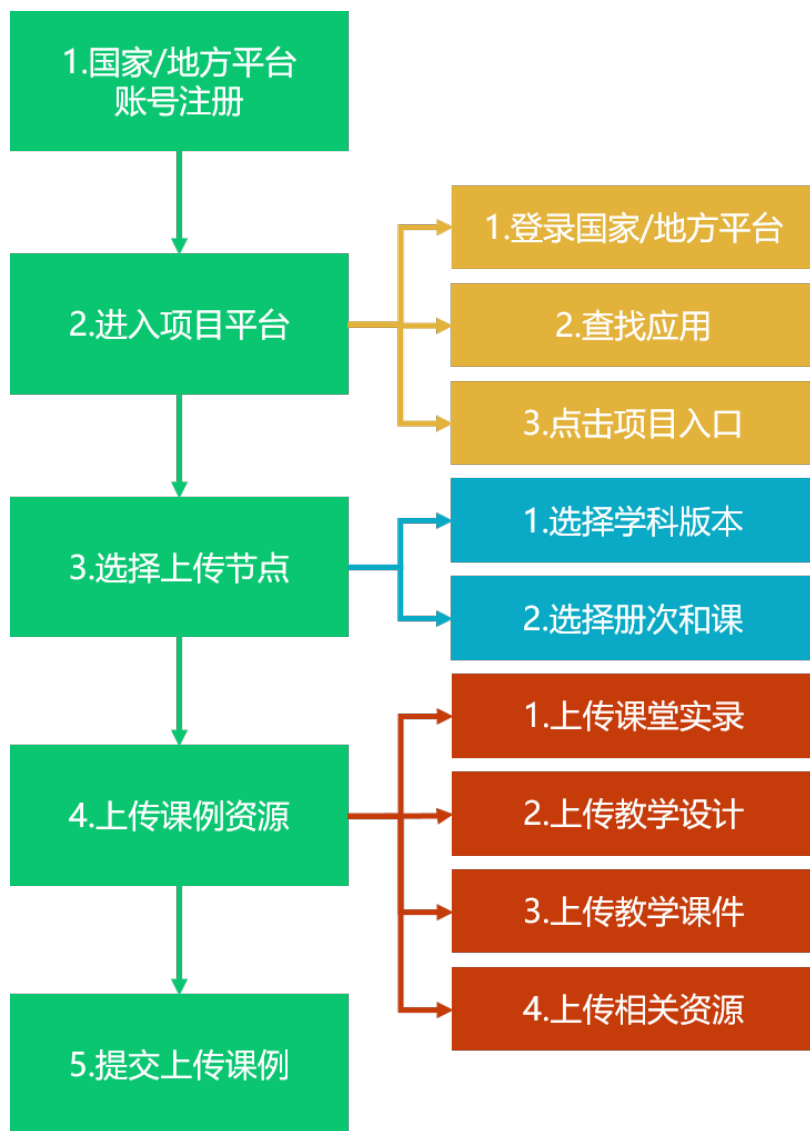 1.国家/地方平台
账号注册
2.进入项目平台
1.登录国家/地方平台
2.查找应用
3.点击项目入口
3.选择上传节点
1.选择学科版本
2.选择册次和课
4.上传课例资源
1.上传课堂实录
2.上传教学设计
3.上传教学课件
4.上传相关资源
5.提交上传课例